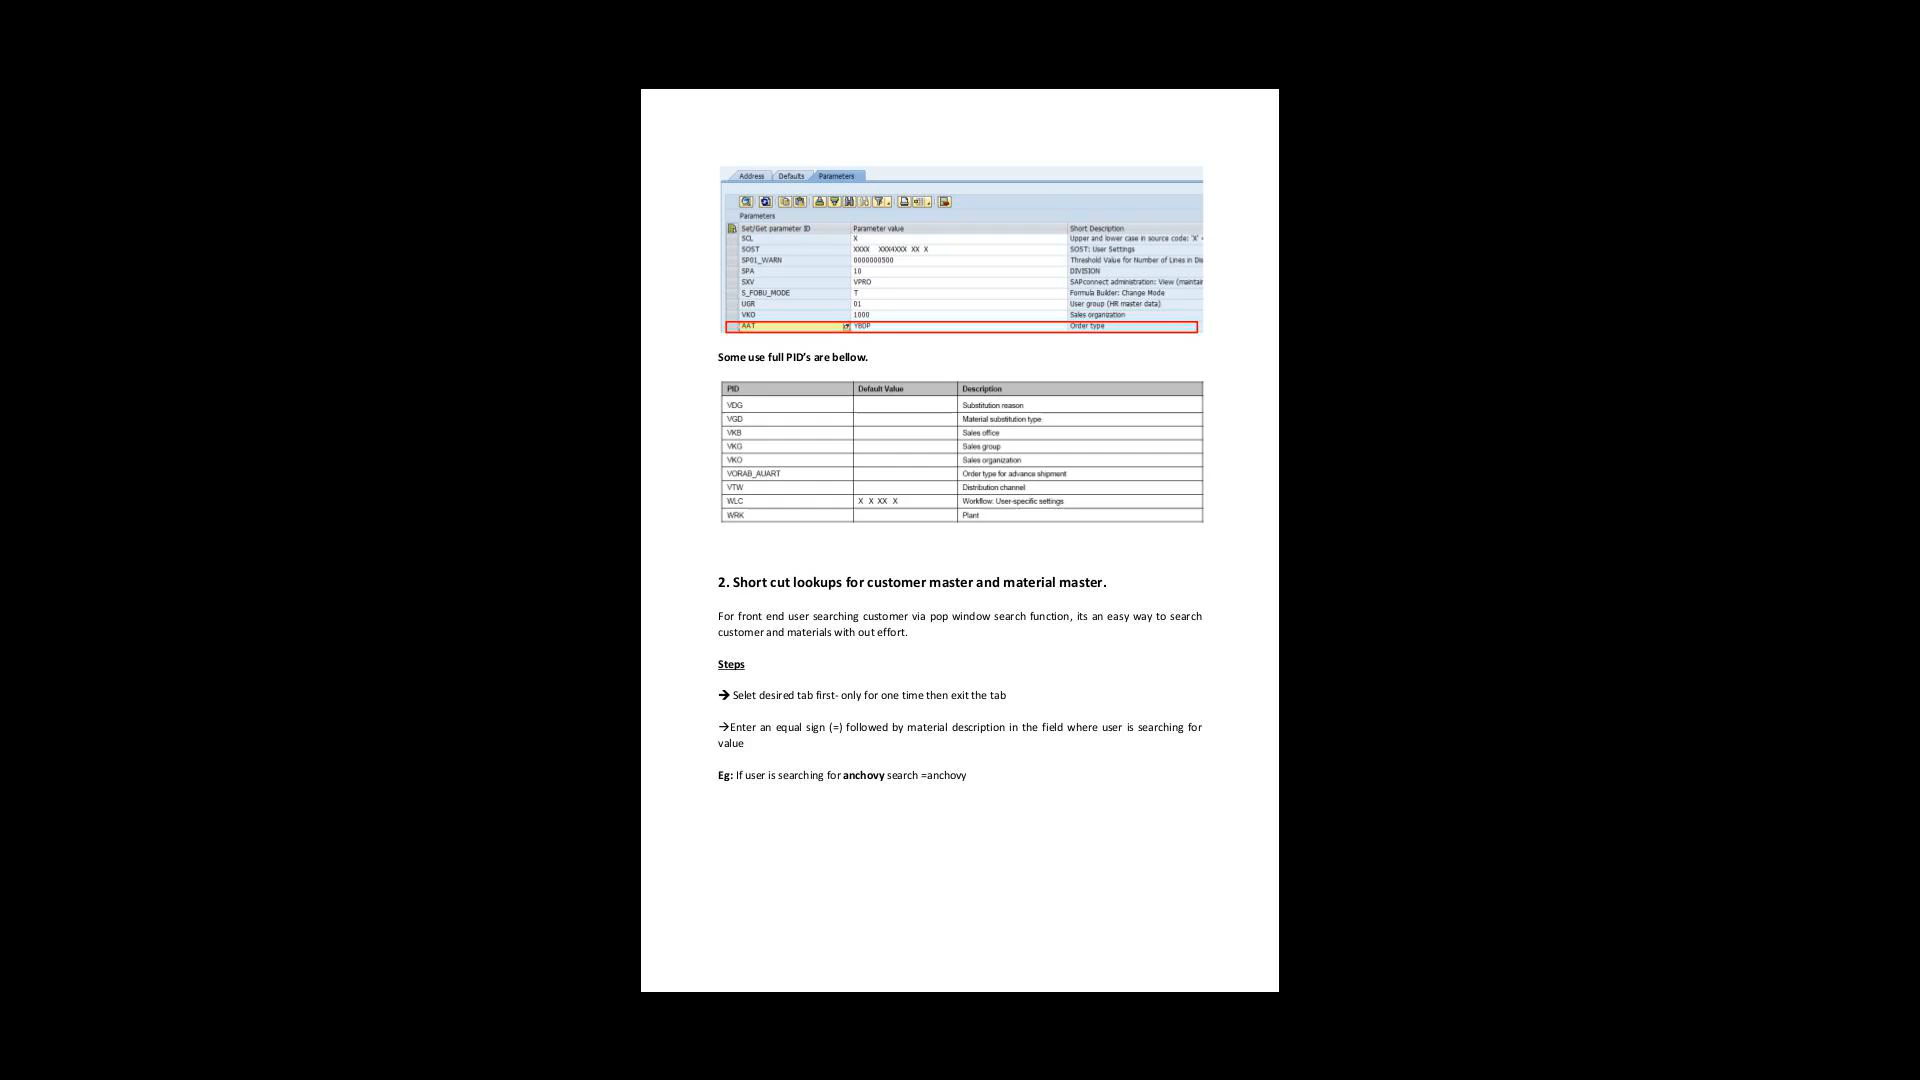 Address Defaults Parameters
Parameters
Set/Get parameter ID Parameter value Short Description
SCL X Upper and lower case in source code: 'X'
SOST XXXX XXX4XXX XX X SOST: User Settings
SP01_WARN 0000000500 Threshold Value for Number of Lines in Dis
SPA 10 DIVISION
SXV VPRO SAPconnect administration: View (maintain
S_FOBU_MODE T Formula Builder: Change Mode
UGR 01 User group (HR master data)
VKO 1000 Sales organization
AAT YBDP Order type
Some use full PID's are bellow.
PID Default Value Description
VDG Substitution reason
VGD Material substitution type
VKB Sales office
VKG Sales group
VKO Sales organization
VORAB_AUART Order type for advance shipment
VTW Distribution channel
WLC X X XX X Workflow: User-specific settings
WRK Plant
2. Short cut lookups for customer master and material master.
For front end user searching customer via pop window search function, its an easy way to search
customer and materials with out effort.
Steps
→ Selet desired tab first- only for one time then exit the tab
→Enter an equal sign (=) followed by material description in the field where user is searching for
value
Eg: If user is searching for anchovy search =anchovy